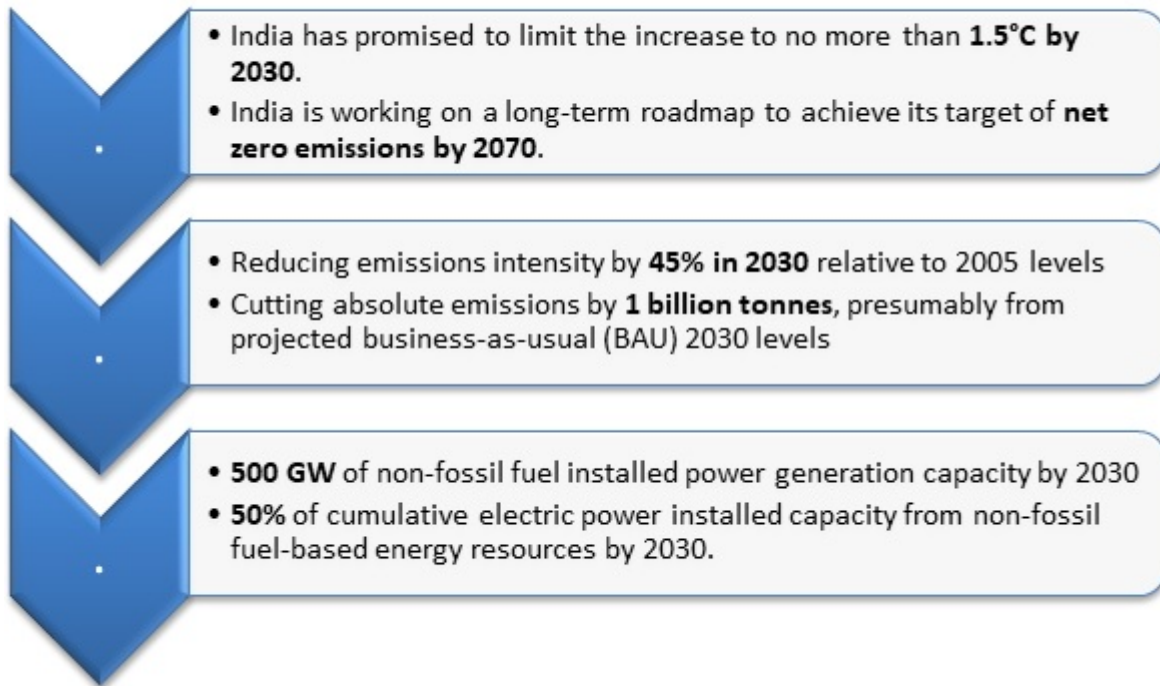 • India has promised to limit the increase to no more than 1.5°C by
2030.
• India is working on a long-term roadmap to achieve its target of net
zero emissions by 2070.
• Reducing emissions intensity by 45% in 2030 relative to 2005 levels
• Cutting absolute emissions by 1 billion tonnes, presumably from
projected business-as-usual (BAU) 2030 levels
• 500 GW of non-fossil fuel installed power generation capacity by 2030
• 50% of cumulative electric power installed capacity from non-fossil
fuel-based energy resources by 2030.